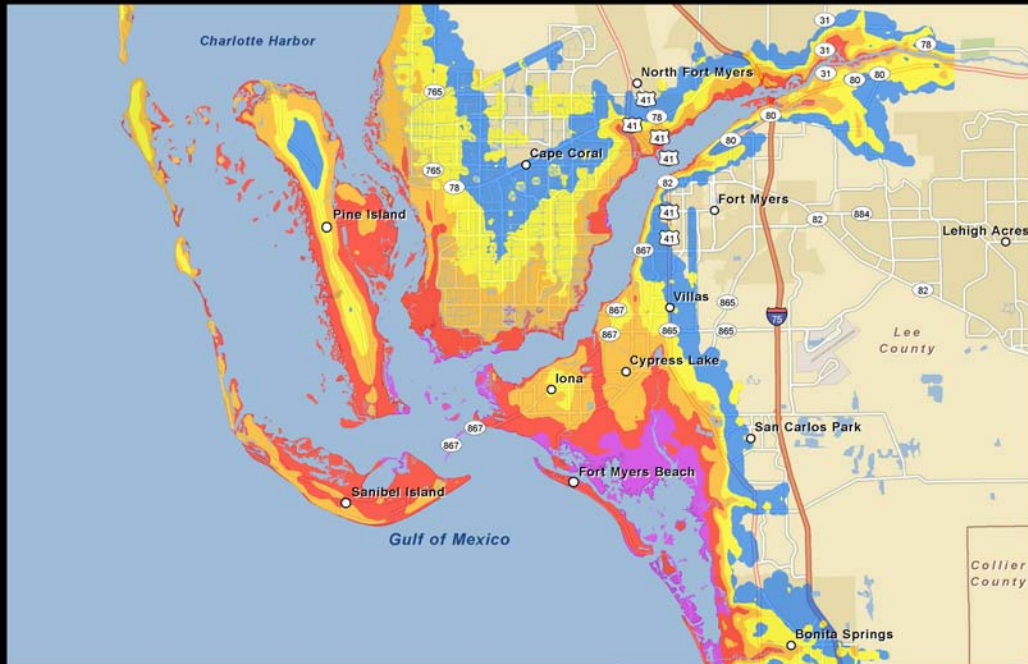 Charlotte Harbor
31
78
North Fort Myers
31
765
31
80
80
41
78
80
41
41
80
Cape Coral
41
765
78
82
Fort Myers
41
82
884
Pine Island
41
Lehigh Acres
867
82
Villas
865
867
75
865
865
867
Lee
County
Cypress Lake
Iona
867
San Carlos Park
867
Fort Myers Beach
Sanibel Island
Gulf of Mexico
Collier
County
Bonita Springs